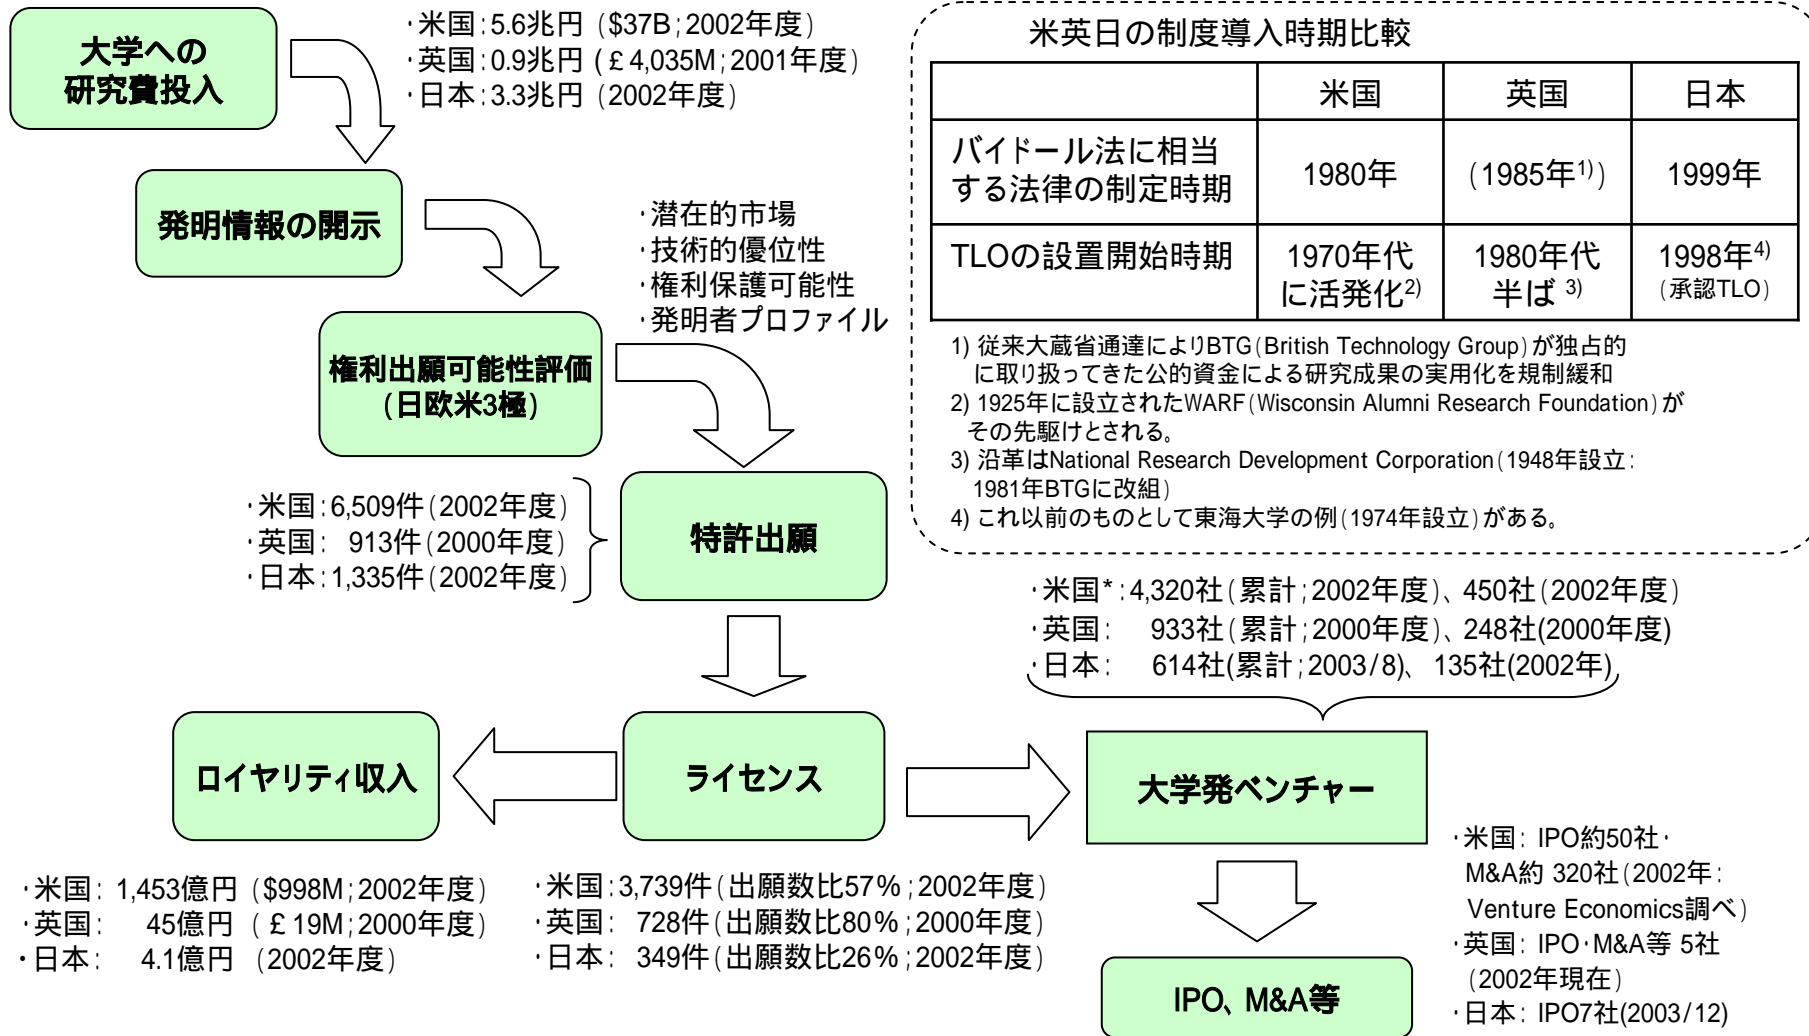 大学への
研究費投入
・米国：5.6兆円 ($37B；2002年度)
・英国：0.9兆円 (£4,035M；2001年度)
・日本：3.3兆円 (2002年度)
発明情報の開示
・潜在的市場
・技術的優位性
・権利保護可能性
・発明者プロファイル
権利出願可能性評価
(日欧米3極)
・米国：6,509件(2002年度)
・英国： 913件(2000年度)
・日本：1,335件(2002年度)
特許出願
米英日の制度導入時期比較
米国 英国 日本
バイドール法に相当
する法律の制定時期
1980年 (1985年1)) 1999年
TLOの設置開始時期
1970年代
に活発化2)
1980年代
半ば 3)
1998年4)
(承認TLO)
1) 従来大蔵省通達によりBTG(British Technology Group)が独占的
に取り扱ってきた公的資金による研究成果の実用化を規制緩和
2) 1925年に設立されたWARF(Wisconsin Alumni Research Foundation)が
その先駆けとされる。
3) 沿革はNational Research Development Corporation(1948年設立：
1981年BTGに改組)
4) これ以前のものとして東海大学の例(1974年設立)がある。
・米国*：4,320社(累計；2002年度)、450社(2002年度)
・英国： 933社(累計；2000年度)、248社(2000年度)
・日本： 614社(累計；2003/8)、 135社(2002年)
ロイヤリティ収入
ライセンス
大学発ベンチャー
・米国： 1,453億円 ($998M；2002年度)
・英国： 45億円 (£19M；2000年度)
・日本： 4.1億円 (2002年度)
・米国：3,739件(出願数比57%；2002年度)
・英国： 728件(出願数比80%；2000年度)
・日本： 349件(出願数比26%；2002年度)
IPO、M&A等
・米国： IPO約50社・
M&A約 320社(2002年：
Venture Economics調べ)
・英国： IPO・M&A等 5社
(2002年現在)
・日本： IPO7社(2003/12)